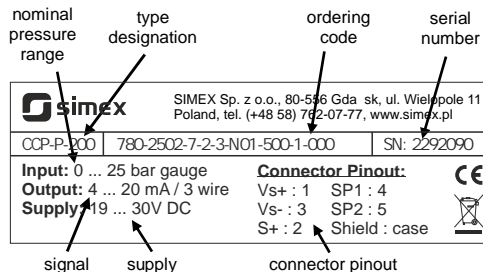 nominal pressure range
type designation
ordering code
serial number
simex
SIMEX Sp. z o.o., 80-556 Gda sk, ul. Wielopole 11
Poland, tel. (+48 58) 762-07-77, www.simex.pl
CCP-P-200 780-2502-7-2-3-N01-500-1-000 SN: 2292090
Input: 0 ... 25 bar gauge
Output: 4 ... 20 mA / 3 wire
Supply: 19 ... 30V DC
Connector Pinout:
Vs+ : 1 SP1 : 4
Vs- : 3 SP2 : 5
S+ : 2 Shield : case
CE
signal
supply
connector pinout